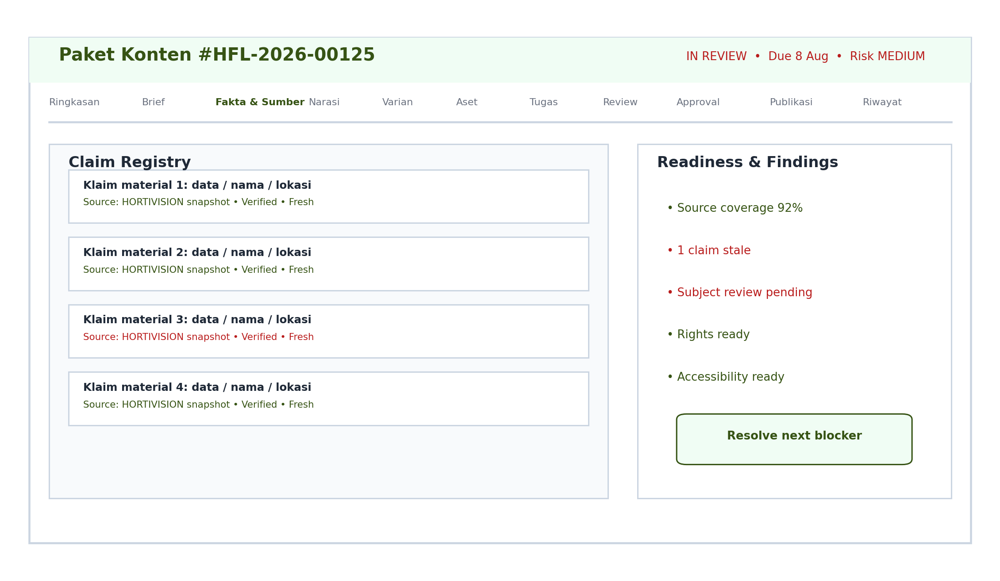 Paket Konten #HFL-2026-00125
IN REVIEW • Due 8 Aug • Risk MEDIUM
Ringkasan Brief Fakta & Sumber Narasi Varian Aset Tugas Review Approval Publikasi Riwayat
Claim Registry
Klaim material 1: data / nama / lokasi
Source: HORTIVISION snapshot • Verified • Fresh
Klaim material 2: data / nama / lokasi
Source: HORTIVISION snapshot • Verified • Fresh
Klaim material 3: data / nama / lokasi
Source: HORTIVISION snapshot • Verified • Fresh
Klaim material 4: data / nama / lokasi
Source: HORTIVISION snapshot • Verified • Fresh
Readiness & Findings
• Source coverage 92%
• 1 claim stale
• Subject review pending
• Rights ready
• Accessibility ready
Resolve next blocker